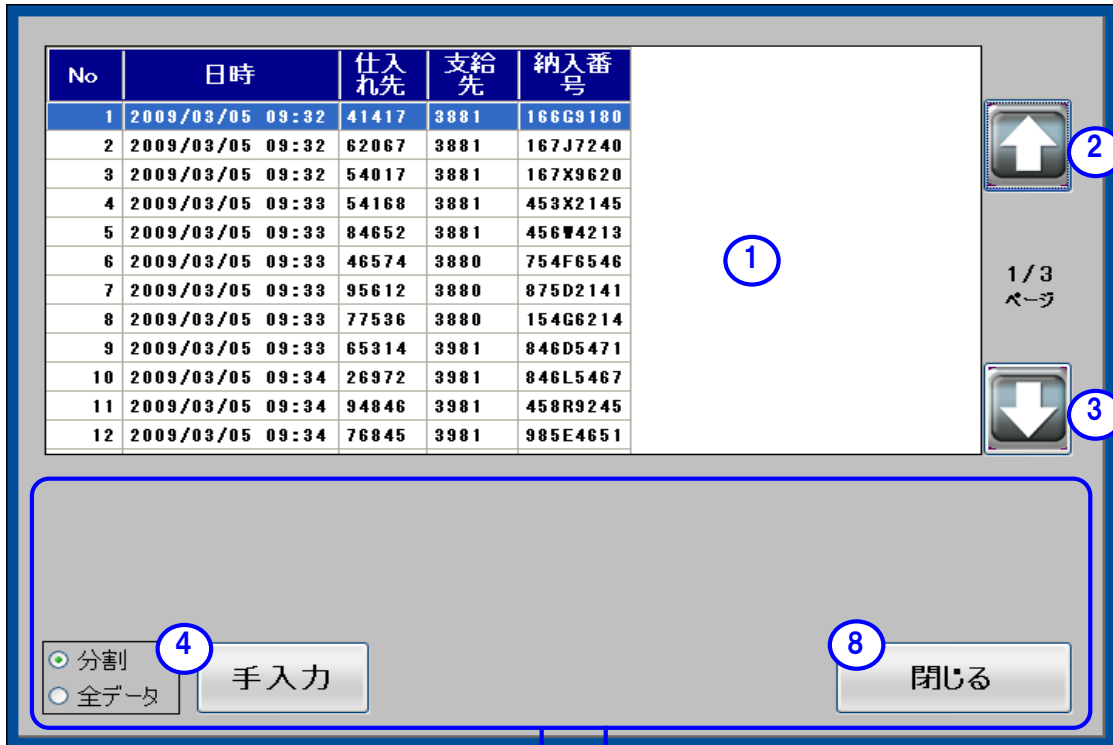 No 日時 仕入れ先 支給先 納入番号
1 2009/03/05 09:32 41417 3881 166G9180
2 2009/03/05 09:32 62067 3881 167J7240
3 2009/03/05 09:32 54017 3881 167X9620
4 2009/03/05 09:33 54168 3881 453X2145
5 2009/03/05 09:33 84652 3881 456W4213
6 2009/03/05 09:33 46574 3880 754F6546
7 2009/03/05 09:33 95612 3880 875D2141
8 2009/03/05 09:33 77536 3880 154G6214
9 2009/03/05 09:33 65314 3981 846D5471
10 2009/03/05 09:34 26972 3981 846L5467
11 2009/03/05 09:34 94846 3981 458R9245
12 2009/03/05 09:34 76845 3981 985E4651
1
2
1/3
ページ
3
分割
全データ
4
手入力
8
閉じる